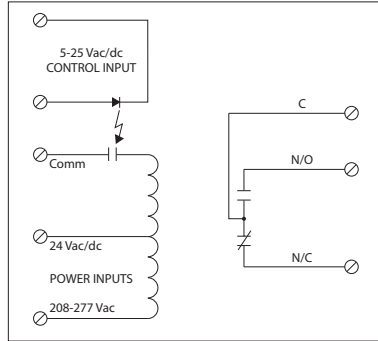 5-25 Vac/dc
CONTROL INPUT
Comm
24 Vac/dc
POWER INPUTS
208-277 Vac
C
N/O
N/C